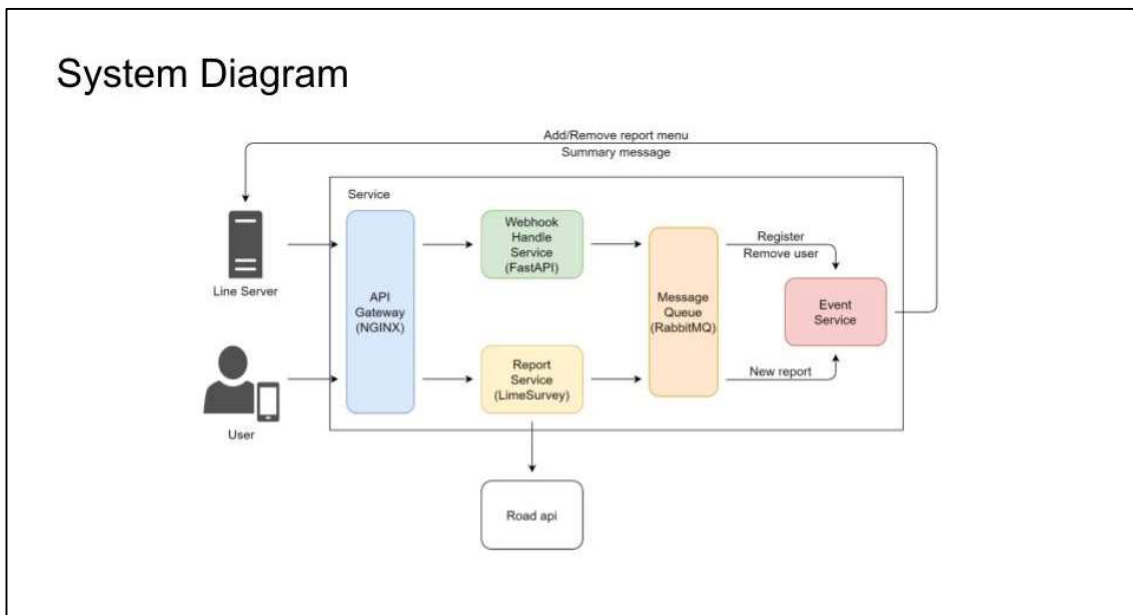 System Diagram
Add/Remove report menu
Summary message
Service
Line Server
User
API
Gateway
(NGINX)
Webhook
Handle
Service
(FastAPI)
Report
Service
(LimeSurvey)
Message
Queue
(RabbitMQ)
Register
Remove user
New report
Event
Service
Road api